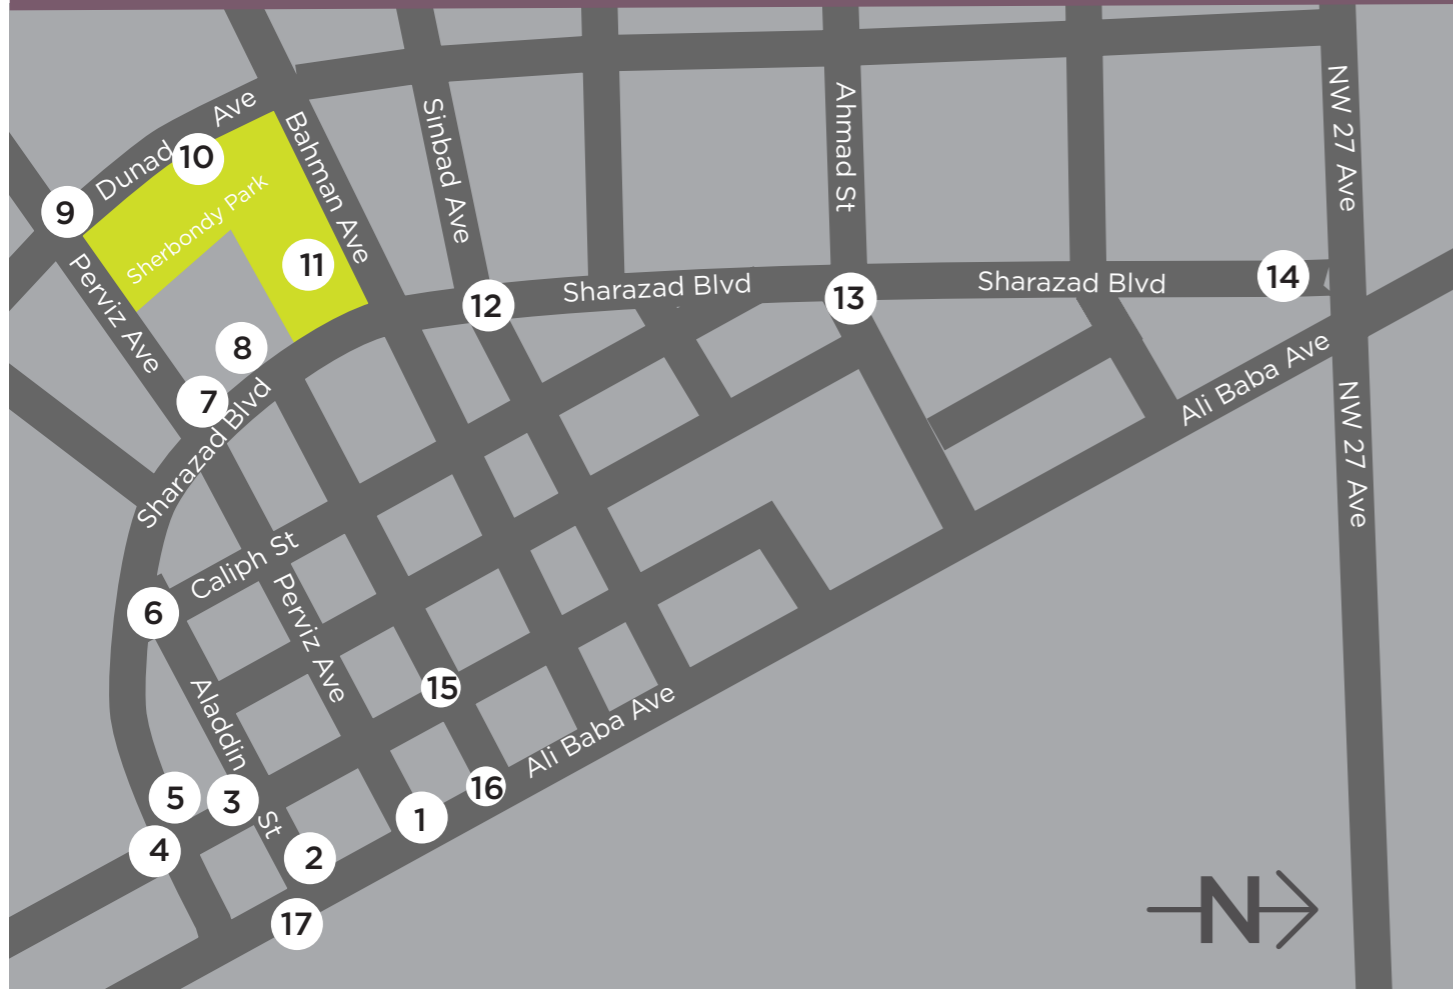 Dunad Ave
10
Sherbondy Park
9
11
Bahman Ave
Sinbad Ave
Ahmad St
NW 27 Ave
Perviz Ave
8
7
12
Sharazad Blvd
13
Sharazad Blvd
14
Ali Baba Ave
NW 27 Ave
Sharazad Blvd
Caliph St
6
Perviz Ave
Aladdin St
15
Ali Baba Ave
16
5
3
4
1
2
17
N